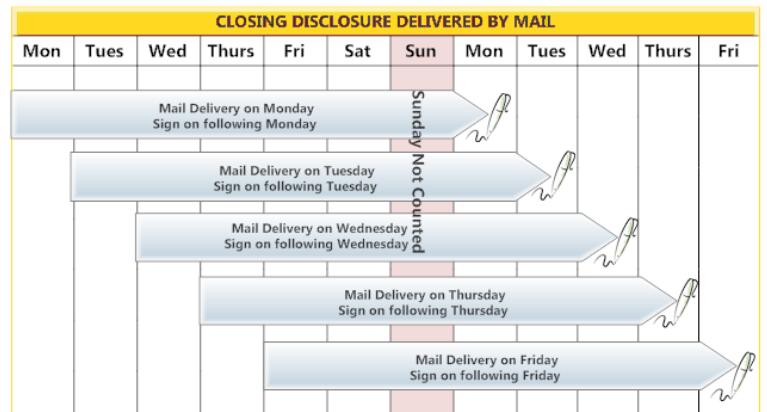 CLOSING DISCLOSURE DELIVERED BY MAIL
Mon Tues Wed Thurs Fri Sat Sun Mon Tues Wed Thurs Fri
Mail Delivery on Monday
Sign on following Monday
Sunday Not Counted
Mail Delivery on Tuesday
Sign on following Tuesday
Mail Delivery on Wednesday
Sign on following Wednesday
Mail Delivery on Thursday
Sign on following Thursday
Mail Delivery on Friday
Sign on following Friday